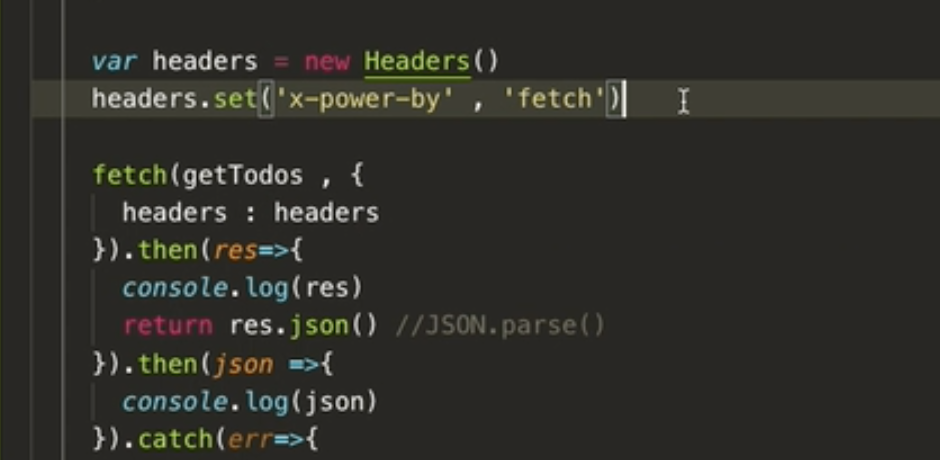 var headers = new Headers()
headers.set('x-power-by' , 'fetch')
fetch(getTodos , {
headers : headers
}).then(res=>{
console.log(res)
return res.json() //JSON.parse()
}).then(json =>{
console.log(json)
}).catch(err=>{